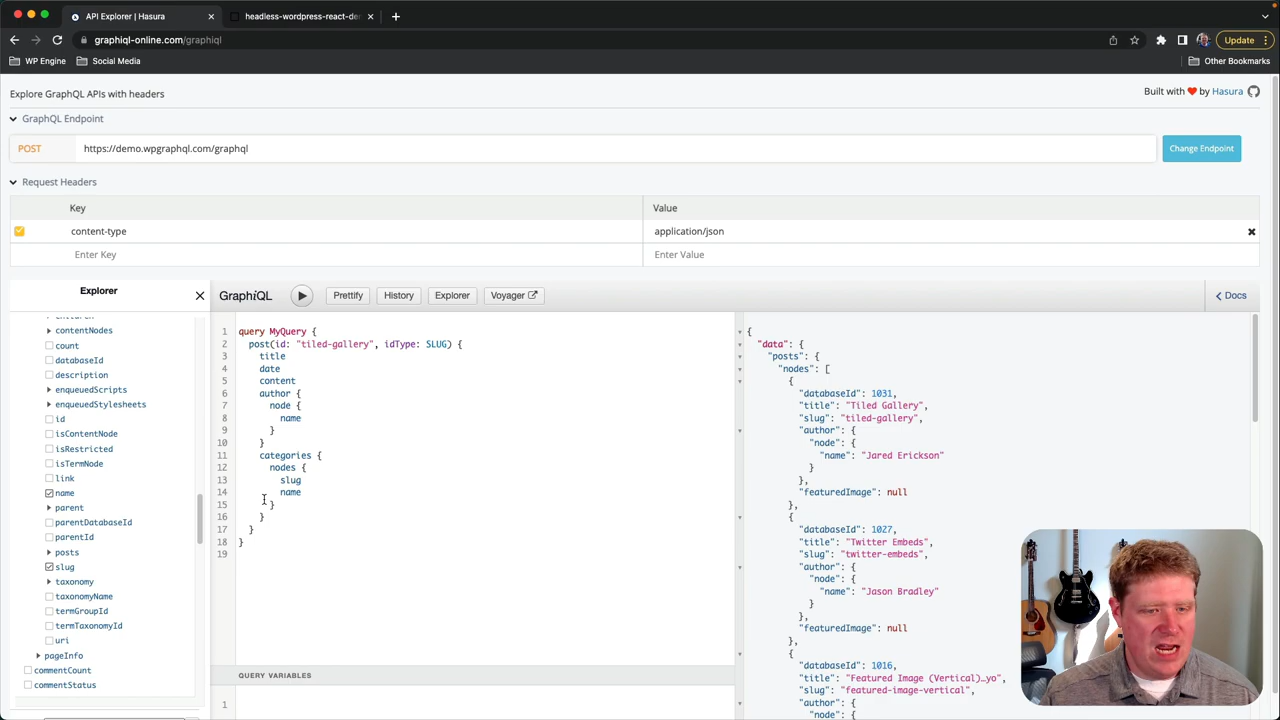 API Explorer | Hasura
headless-wordpress-react-der
graphiql-online.com/graphiql
Update
WP Engine
Social Media
Other Bookmarks
Explore GraphQL APIs with headers
Built with ❤ by Hasura
GraphQL Endpoint
POST
https://demo.wpgraphql.com/graphql
Change Endpoint
Request Headers
Key
Value
content-type
application/json
Enter Key
Enter Value
Explorer
GraphiQL
Prettify
History
Explorer
Voyager
Docs
contentNodes
count
databaseId
description
enqueuedScripts
enqueuedStylesheets
id
isContentNode
isRestricted
isTermNode
link
name
parent
parentDatabaseId
parentId
posts
slug
taxonomy
taxonomyName
termGroupId
termTaxonomyId
uri
pageInfo
commentCount
commentStatus
1 query MyQuery {
2 post(id: "tiled-gallery", idType: SLUG) {
3 title
4 date
5 content
6 author {
7 node {
8 name
9 }
10 }
11 categories {
12 nodes {
13 slug
14 name
15 }
16 }
17 }
18 }
19
QUERY VARIABLES
1
{
"data": {
"posts": {
"nodes": [
{
"databaseId": 1031,
"title": "Tiled Gallery",
"slug": "tiled-gallery",
"author": {
"node": {
"name": "Jared Erickson"
}
},
"featuredImage": null
},
{
"databaseId": 1027,
"title": "Twitter Embeds",
"slug": "twitter-embeds",
"author": {
"node": {
"name": "Jason Bradley"
}
},
"featuredImage": null
},
{
"databaseId": 1016,
"title": "Featured Image (Vertical)…yo",
"slug": "featured-image-vertical",
"author": {
"node": {